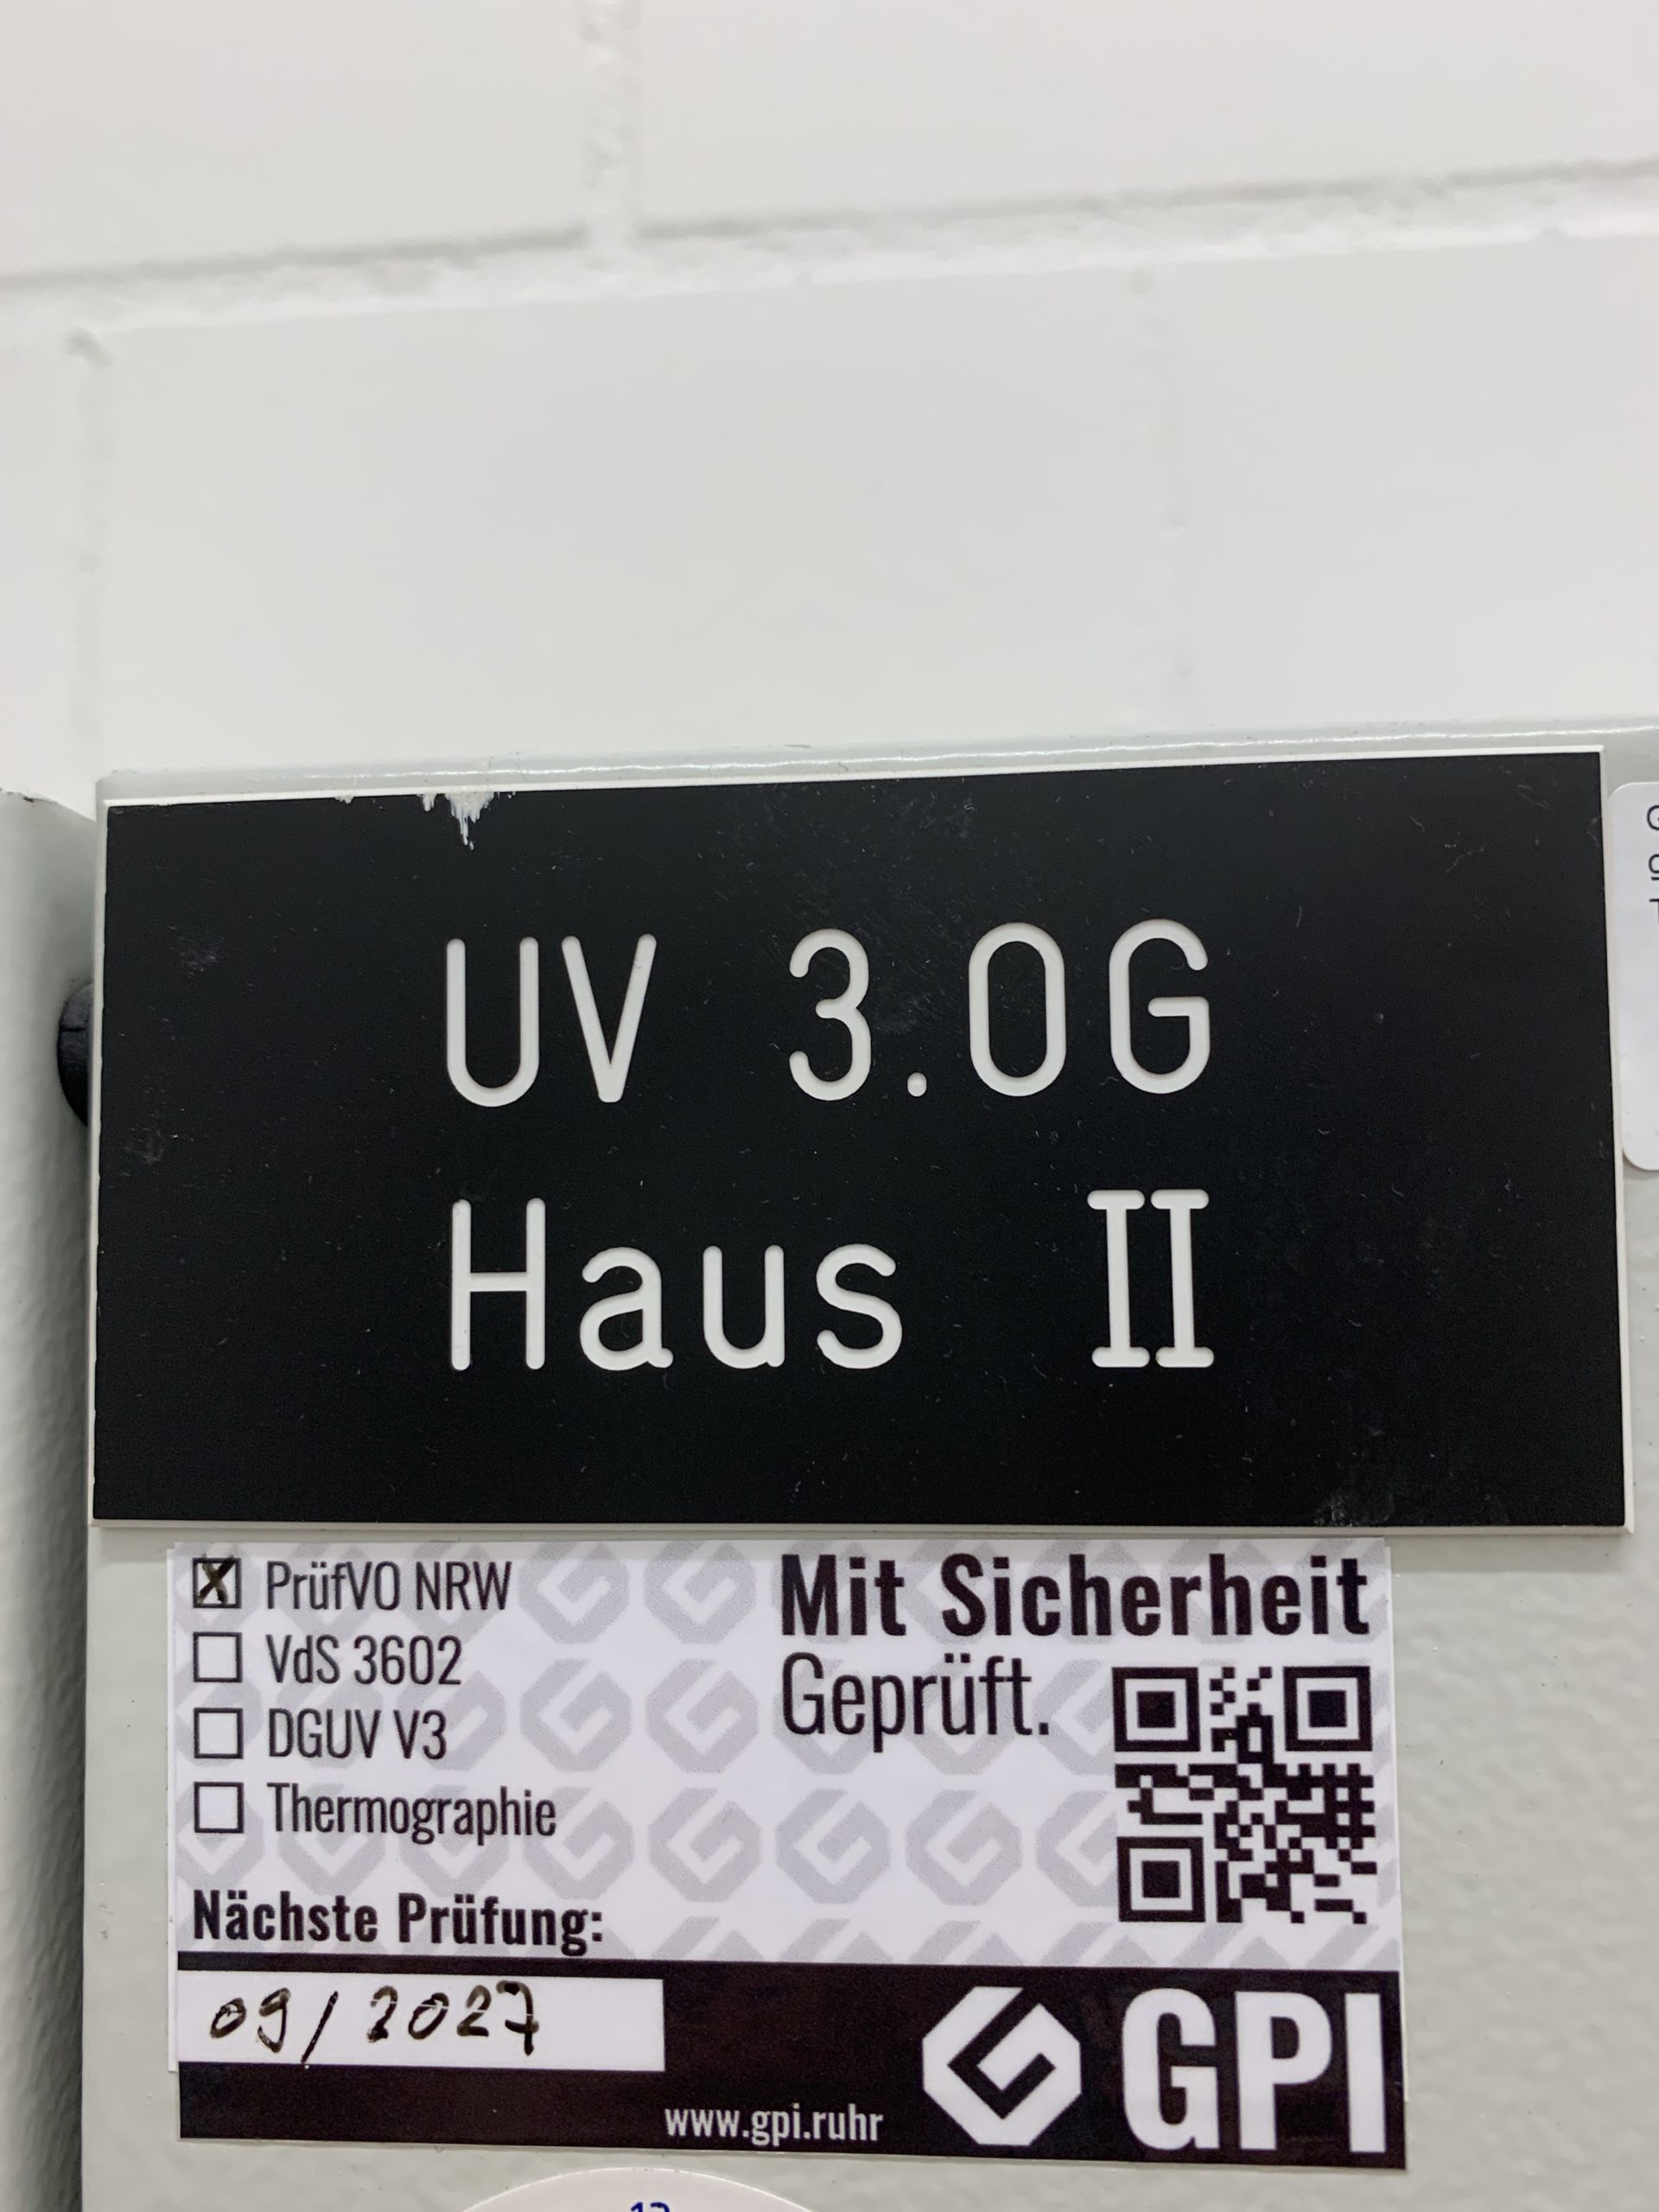 UV 3.OG
Haus II
PrüfVO NRW
VdS 3602
DGUV V3
Thermographie
Mit Sicherheit
Geprüft.
Nächste Prüfung:
09/2027
www.gpi.ruhr
GPI